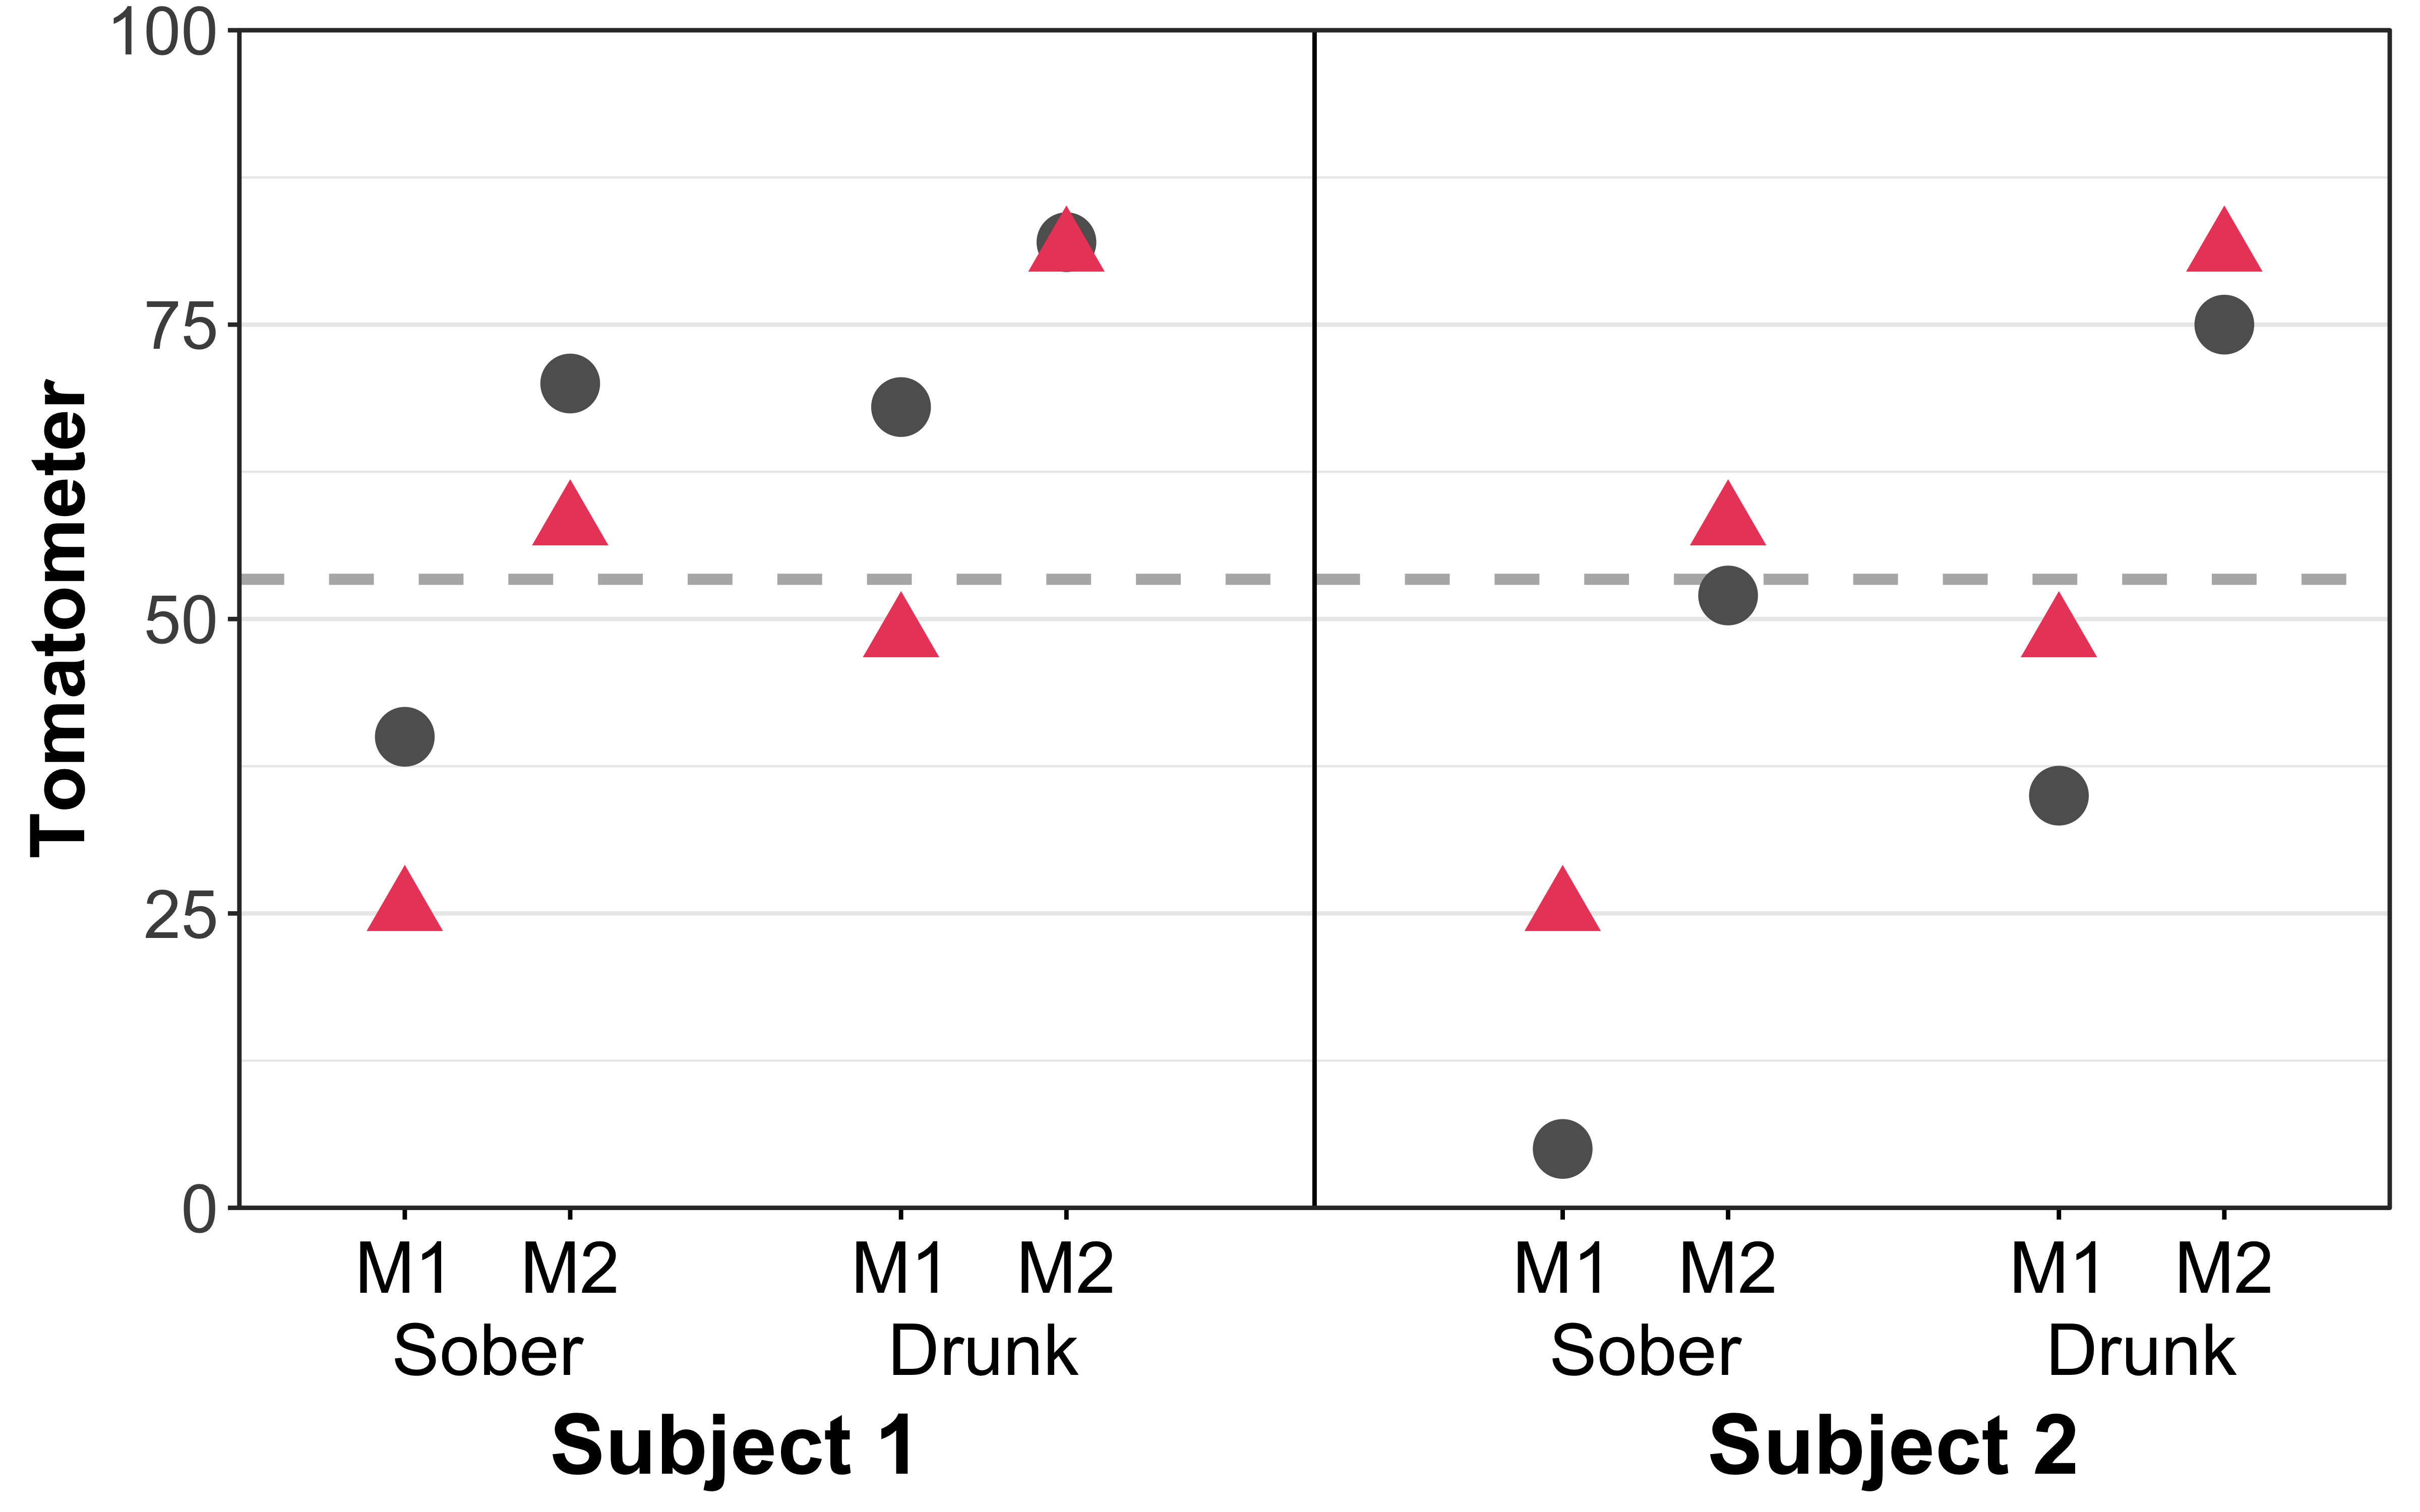 Tomatometer
100
75
50
25
0
M1 M2 M1 M2 M1 M2 M1 M2
Sober Drunk Sober Drunk
Subject 1 Subject 2